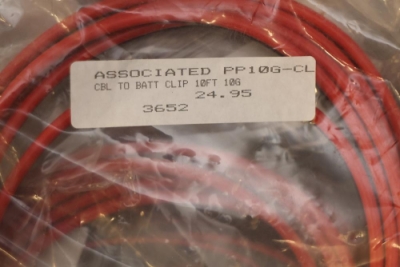 ASSOCIATED PP10G-CL
CBL TO BATT CLIP 10FT 10G
24.95
3652